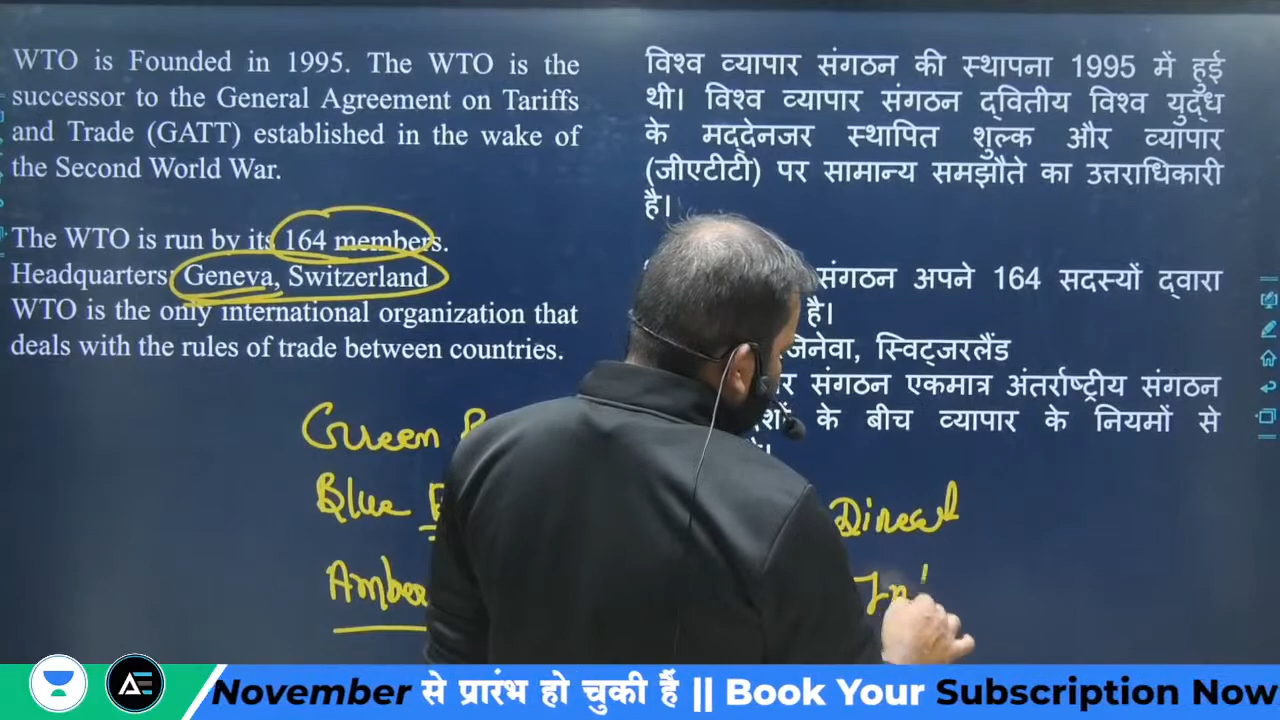 WTO is Founded in 1995. The WTO is the
successor to the General Agreement on Tariffs
and Trade (GATT) established in the wake of
the Second World War.
The WTO is run by its 164 members.
Headquarters: Geneva, Switzerland
WTO is the only international organization that
deals with the rules of trade between countries.
विश्व व्यापार संगठन की स्थापना 1995 में हुई
थी। विश्व व्यापार संगठन द्वितीय विश्व युद्ध
के मद्देनजर स्थापित शुल्क और व्यापार
(जीएटीटी) पर सामान्य समझौते का उत्तराधिकारी
है।
संगठन अपने 164 सदस्यों द्वारा
है।
जिनेवा, स्विट्जरलैंड
संगठन एकमात्र अंतर्राष्ट्रीय संगठन
के बीच व्यापार के नियमों से
Green
Blue
Amber
Direct
November से प्रारंभ हो चुकी हैं || Book Your Subscription Now